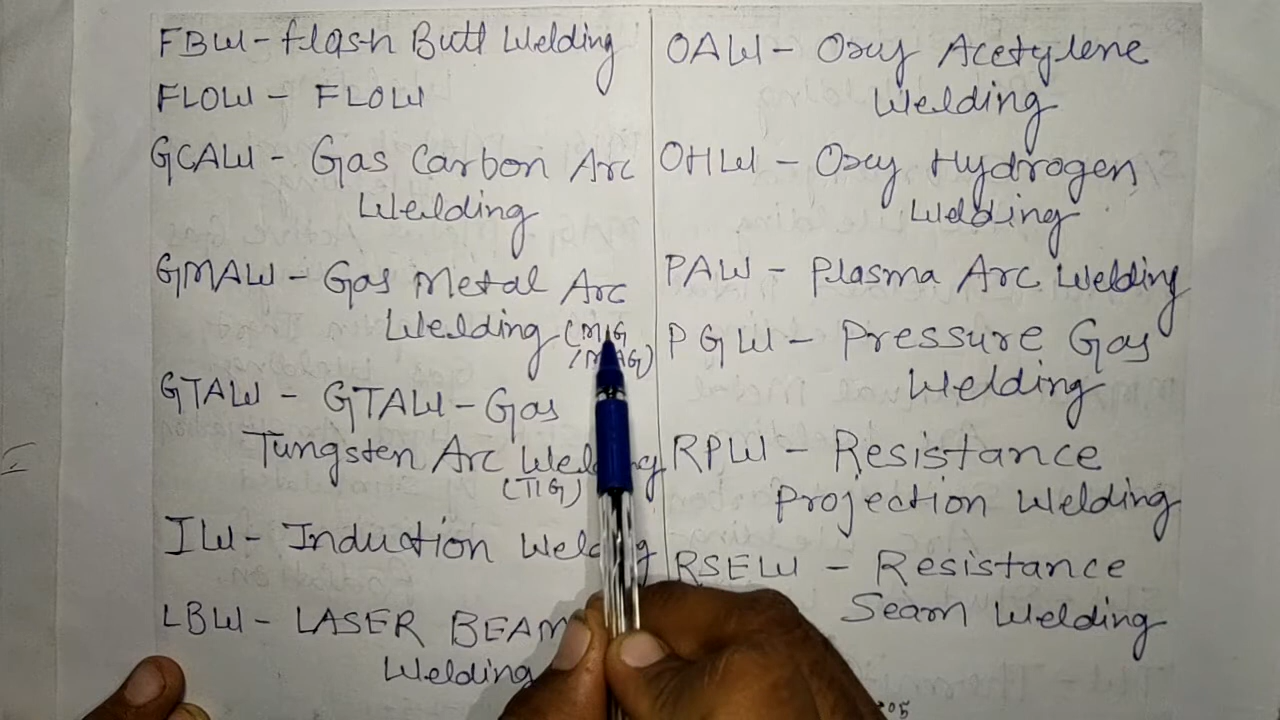 FBW - flash Butt Welding
FLOW - FLOW
GCAW - Gas Carbon Arc
Welding
GMAW - Gas Metal Arc
Welding (MIG
/MAG)
GTAW - GTAW - Gas
Tungsten Arc Welding
(TIG)
IW - Induction Welding
LBW - LASER BEAM
Welding
OAW - Oxy Acetylene
Welding
OHW - Oxy Hydrogen
Welding
PAW - Plasma Arc Welding
PGW - Pressure Gas
Welding
RPW - Resistance
Projection Welding
RSEW - Resistance
Seam Welding